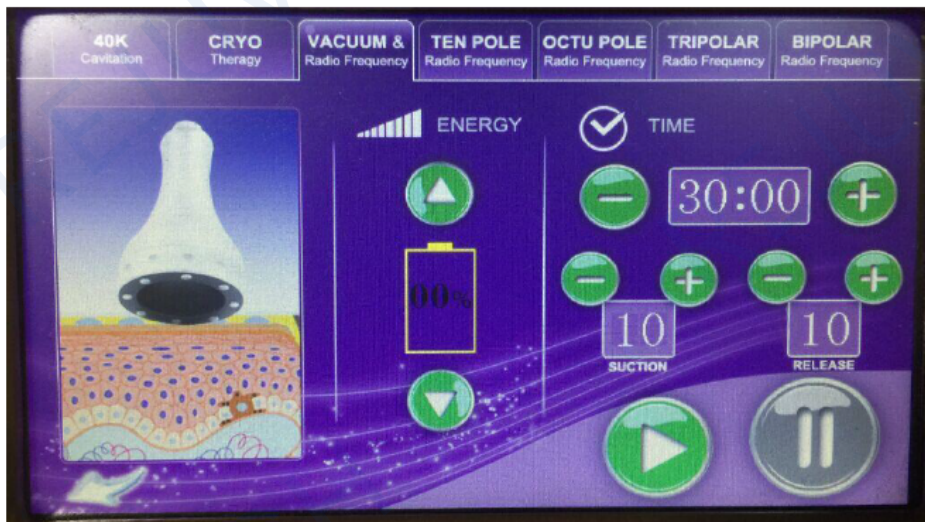 40K
Cavitation
CRYO
Theragy
VACUUM &
Radio Frequency
TEN POLE
Radio Frequency
OCTU POLE
Radio Frequency
TRIPOLAR
Radio Frequency
BIPOLAR
Radio Frequency
ENERGY
TIME
30:00
00%
10
SUCTION
10
RELEASE